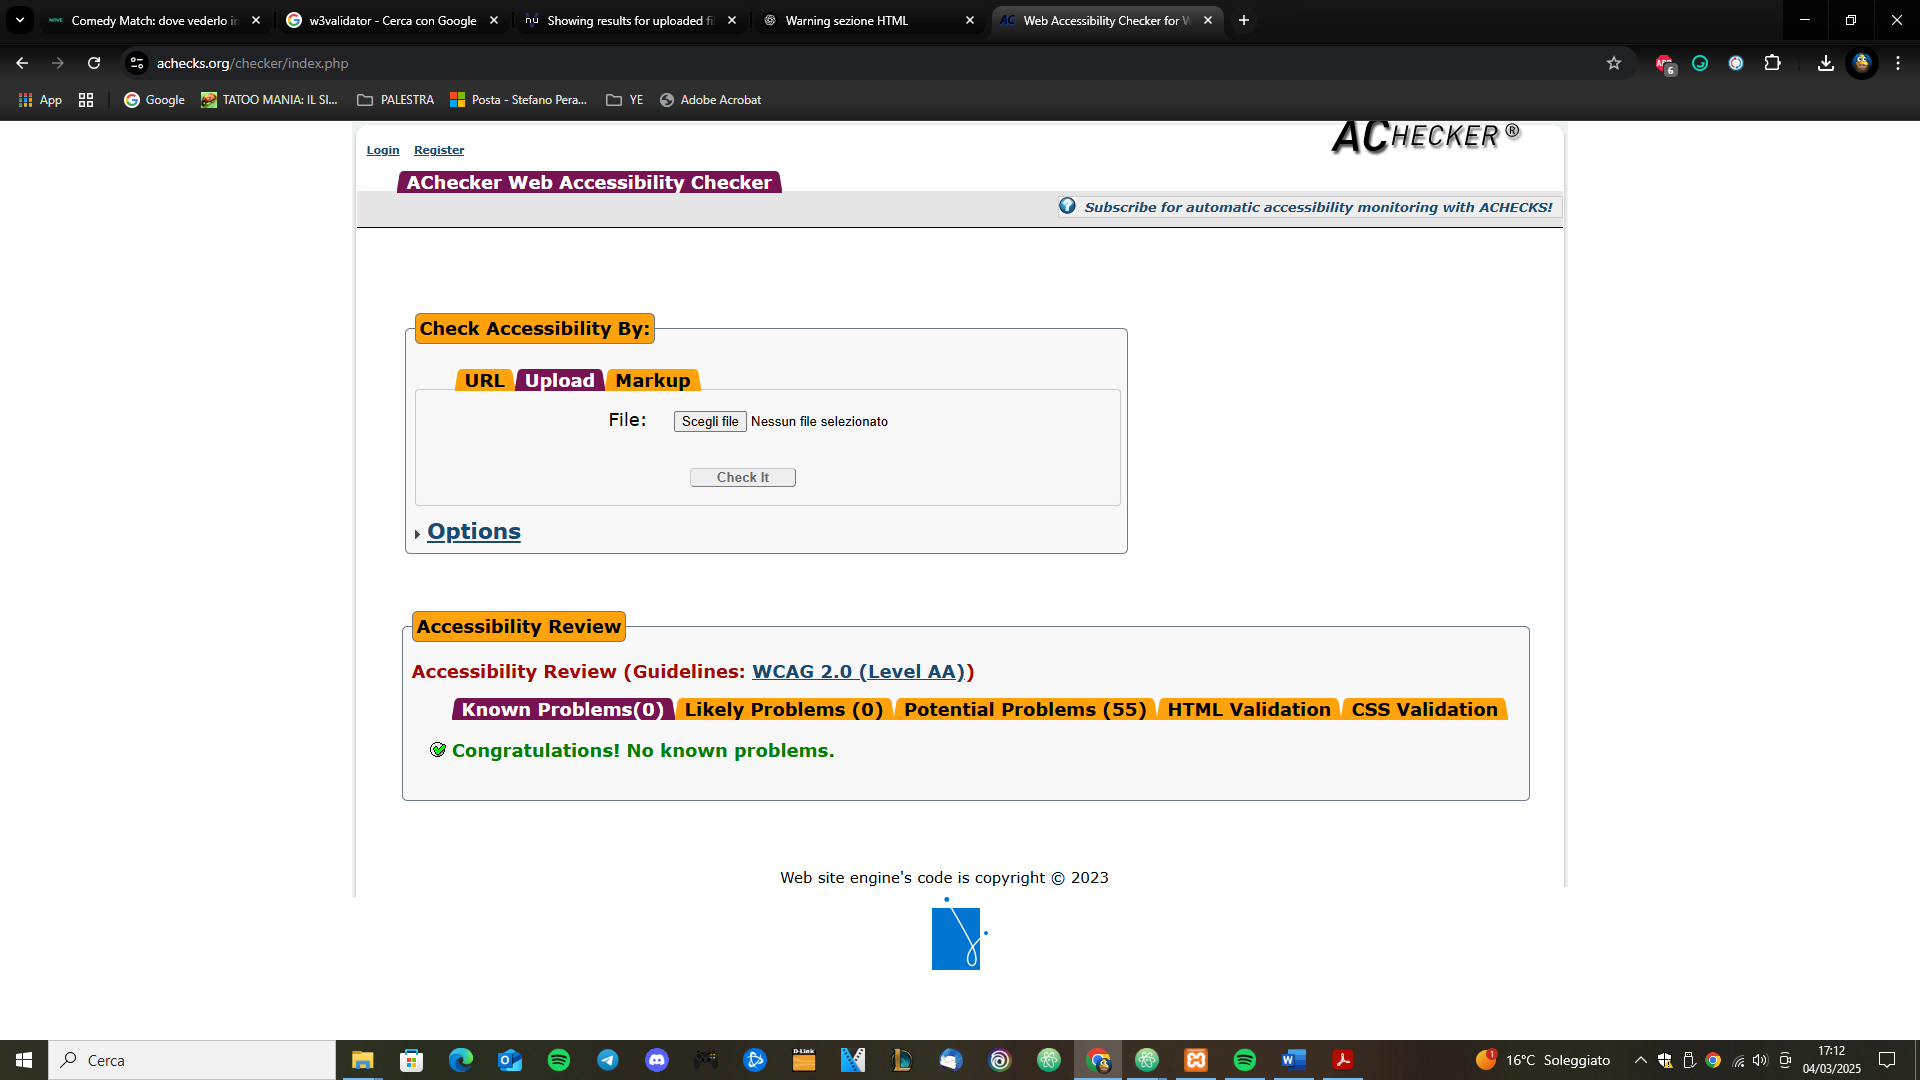 Comedy Match: dove vederlo in
w3validator - Cerca con Google
Showing results for uploaded fi
Warning sezione HTML
Web Accessibility Checker for W
achecks.org/checker/index.php
6
App
Google
TATOO MANIA: IL SI...
PALESTRA
Posta - Stefano Pera...
YE
Adobe Acrobat
ACHECKER ®
Login Register
AChecker Web Accessibility Checker
Subscribe for automatic accessibility monitoring with ACHECKS!
Check Accessibility By:
URL Upload Markup
File: Scegli file Nessun file selezionato
Check It
Options
Accessibility Review
Accessibility Review (Guidelines: WCAG 2.0 (Level AA))
Known Problems(0) Likely Problems (0) Potential Problems (55) HTML Validation CSS Validation
Congratulations! No known problems.
Web site engine's code is copyright © 2023
Cerca
1
16°C Soleggiato
17:12
04/03/2025